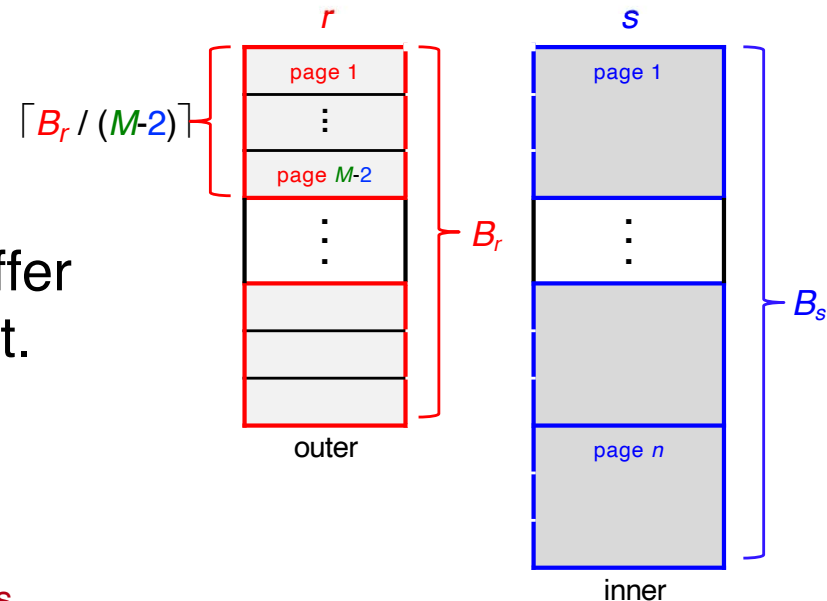 r
s
page 1
page 1
⋮
⌈Br / (M-2)⌉
page M-2
⋮
⋮
Br
ffer
t.
Bs
outer
page n
s
inner